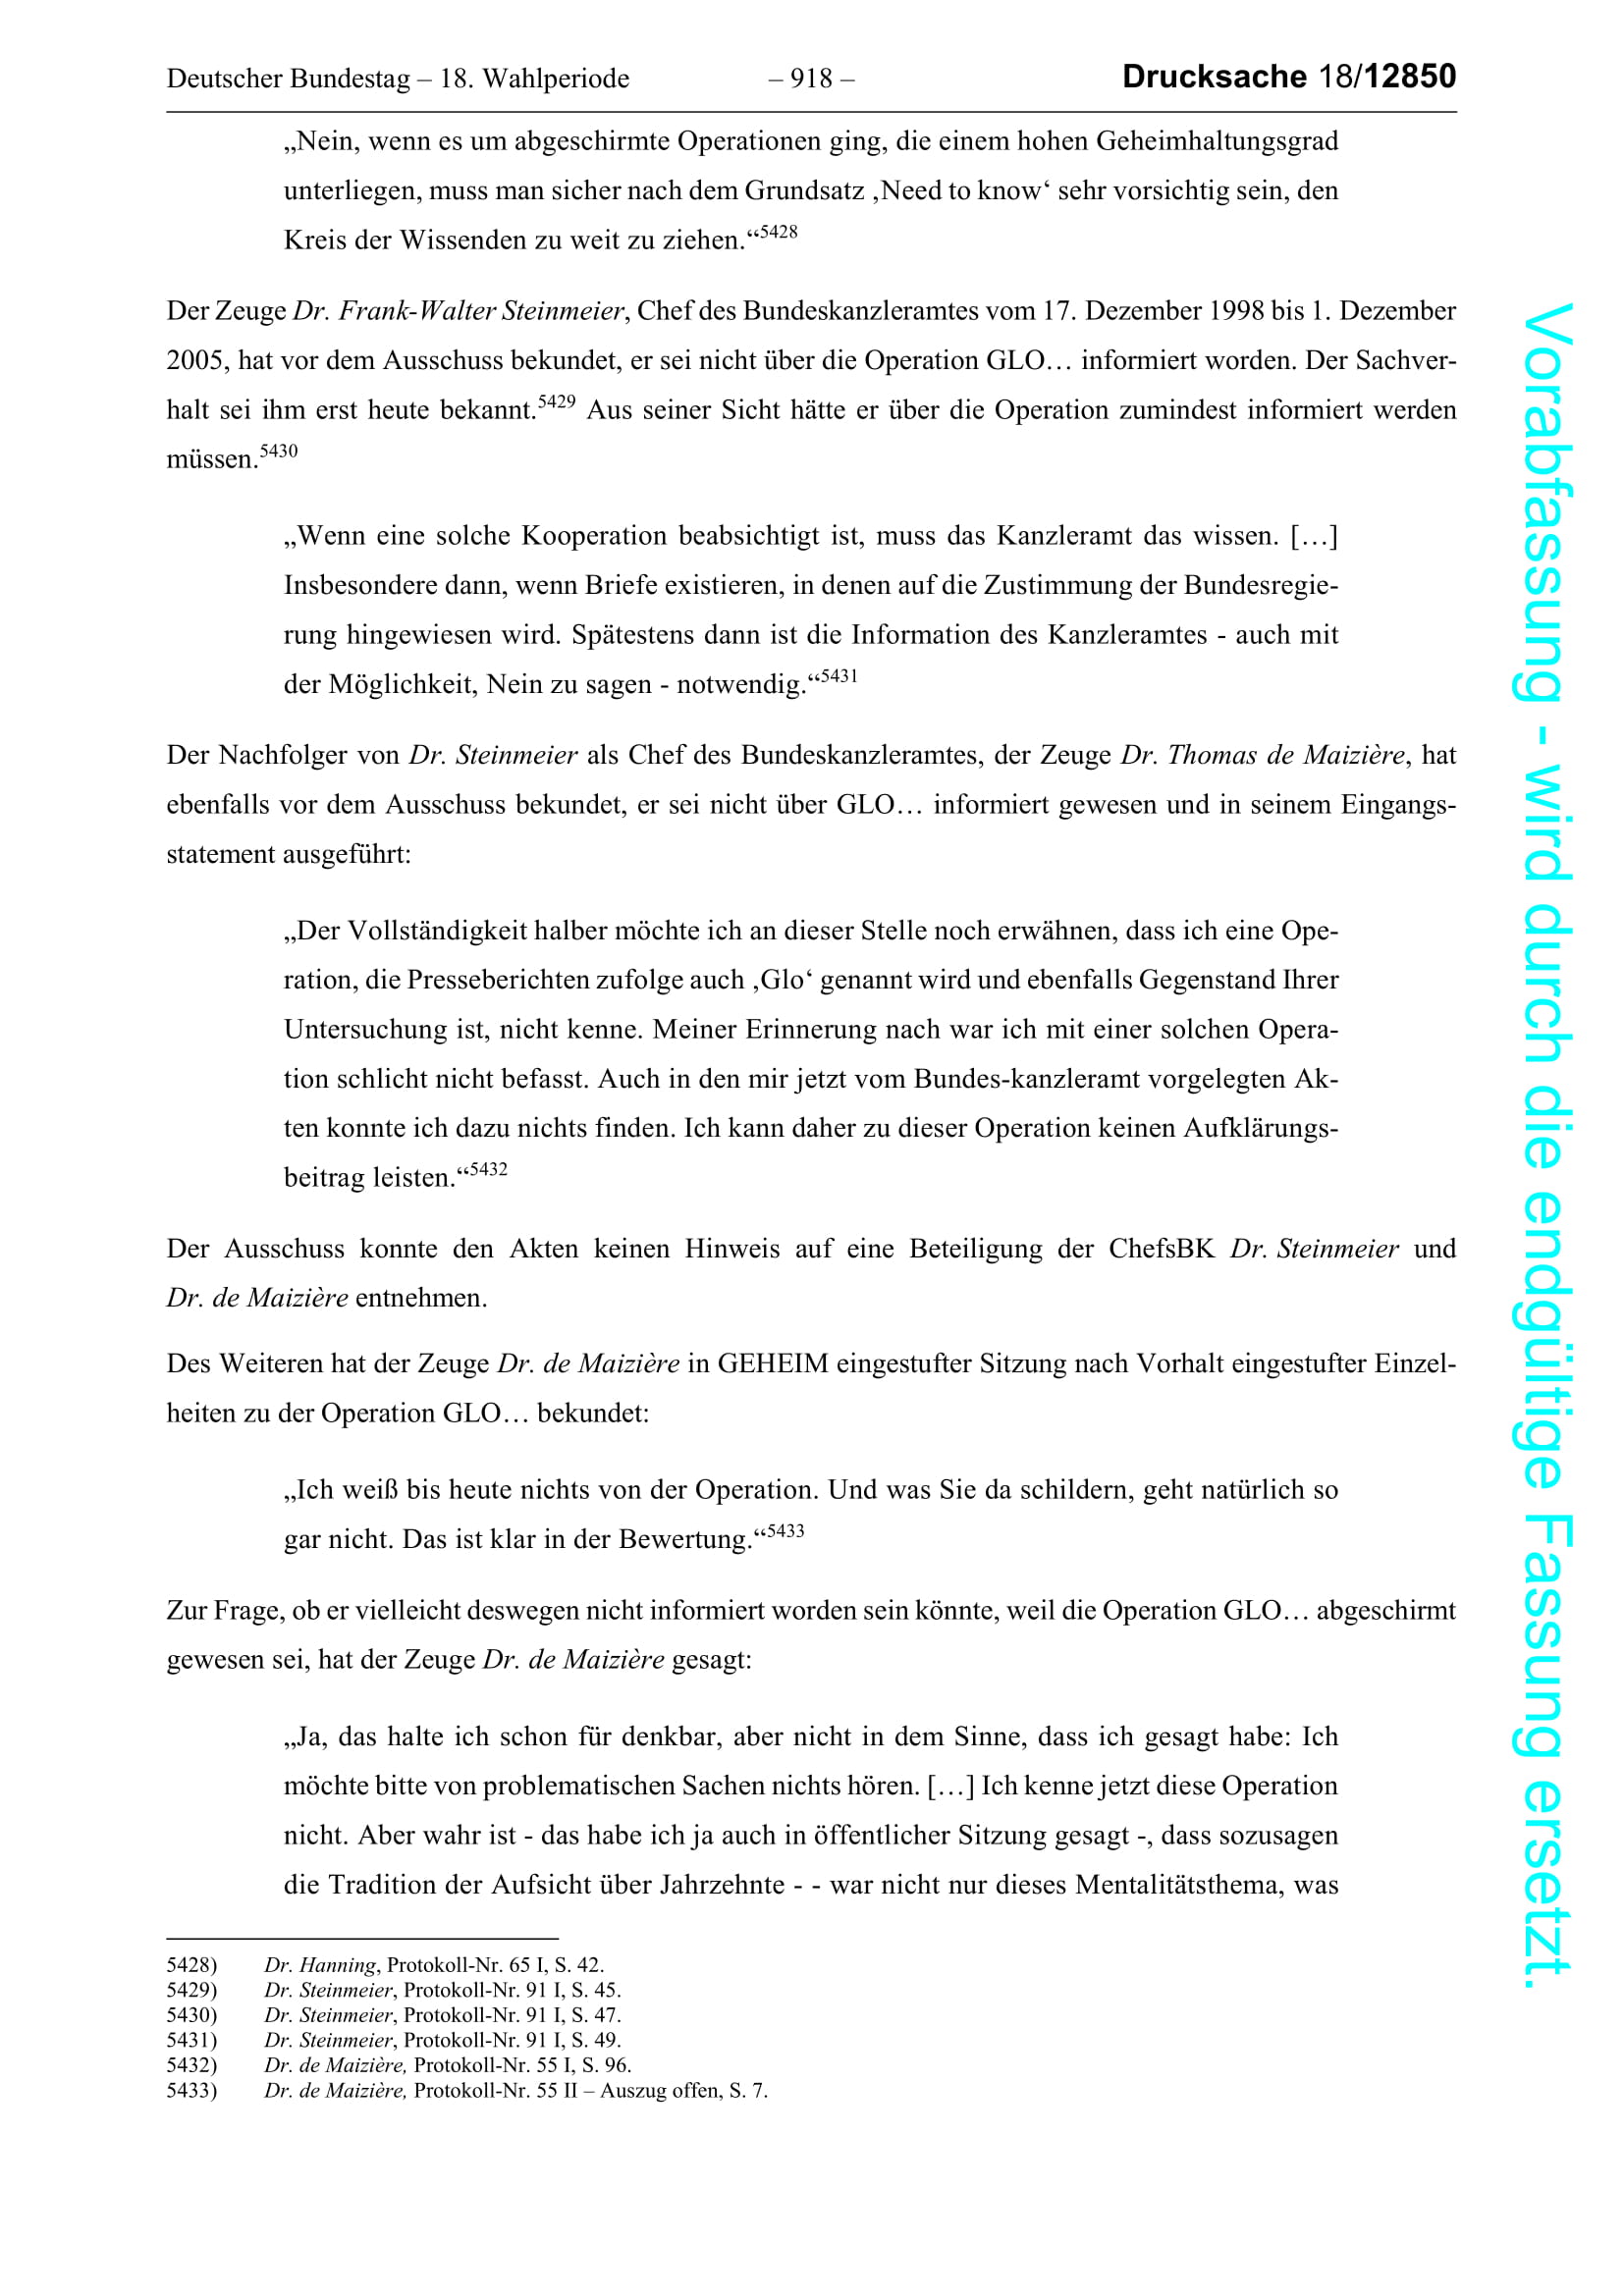 Deutscher Bundestag – 18. Wahlperiode – 918 – Drucksache 18/12850
„Nein, wenn es um abgeschirmte Operationen ging, die einem hohen Geheimhaltungsgrad
unterliegen, muss man sicher nach dem Grundsatz ‚Need to know‘ sehr vorsichtig sein, den
Kreis der Wissenden zu weit zu ziehen.“5428
Der Zeuge Dr. Frank-Walter Steinmeier, Chef des Bundeskanzleramtes vom 17. Dezember 1998 bis 1. Dezember
2005, hat vor dem Ausschuss bekundet, er sei nicht über die Operation GLO… informiert worden. Der Sachver-
halt sei ihm erst heute bekannt.5429 Aus seiner Sicht hätte er über die Operation zumindest informiert werden
müssen.5430
„Wenn eine solche Kooperation beabsichtigt ist, muss das Kanzleramt das wissen. […]
Insbesondere dann, wenn Briefe existieren, in denen auf die Zustimmung der Bundesregie-
rung hingewiesen wird. Spätestens dann ist die Information des Kanzleramtes - auch mit
der Möglichkeit, Nein zu sagen - notwendig.“5431
Der Nachfolger von Dr. Steinmeier als Chef des Bundeskanzleramtes, der Zeuge Dr. Thomas de Maizière, hat
ebenfalls vor dem Ausschuss bekundet, er sei nicht über GLO… informiert gewesen und in seinem Eingangs-
statement ausgeführt:
„Der Vollständigkeit halber möchte ich an dieser Stelle noch erwähnen, dass ich eine Ope-
ration, die Presseberichten zufolge auch ‚Glo‘ genannt wird und ebenfalls Gegenstand Ihrer
Untersuchung ist, nicht kenne. Meiner Erinnerung nach war ich mit einer solchen Opera-
tion schlicht nicht befasst. Auch in den mir jetzt vom Bundes-kanzleramt vorgelegten Ak-
ten konnte ich dazu nichts finden. Ich kann daher zu dieser Operation keinen Aufklärungs-
beitrag leisten.“5432
Der Ausschuss konnte den Akten keinen Hinweis auf eine Beteiligung der ChefsBK Dr. Steinmeier und
Dr. de Maizière entnehmen.
Des Weiteren hat der Zeuge Dr. de Maizière in GEHEIM eingestufter Sitzung nach Vorhalt eingestufter Einzel-
heiten zu der Operation GLO… bekundet:
„Ich weiß bis heute nichts von der Operation. Und was Sie da schildern, geht natürlich so
gar nicht. Das ist klar in der Bewertung.“5433
Zur Frage, ob er vielleicht deswegen nicht informiert worden sein könnte, weil die Operation GLO… abgeschirmt
gewesen sei, hat der Zeuge Dr. de Maizière gesagt:
„Ja, das halte ich schon für denkbar, aber nicht in dem Sinne, dass ich gesagt habe: Ich
möchte bitte von problematischen Sachen nichts hören. […] Ich kenne jetzt diese Operation
nicht. Aber wahr ist - das habe ich ja auch in öffentlicher Sitzung gesagt -, dass sozusagen
die Tradition der Aufsicht über Jahrzehnte - - war nicht nur dieses Mentalitätsthema, was
5428) Dr. Hanning, Protokoll-Nr. 65 I, S. 42.
5429) Dr. Steinmeier, Protokoll-Nr. 91 I, S. 45.
5430) Dr. Steinmeier, Protokoll-Nr. 91 I, S. 47.
5431) Dr. Steinmeier, Protokoll-Nr. 91 I, S. 49.
5432) Dr. de Maizière, Protokoll-Nr. 55 I, S. 96.
5433) Dr. de Maizière, Protokoll-Nr. 55 II – Auszug offen, S. 7.
Vorabfassung - wird durch die endgültige Fassung ersetzt.